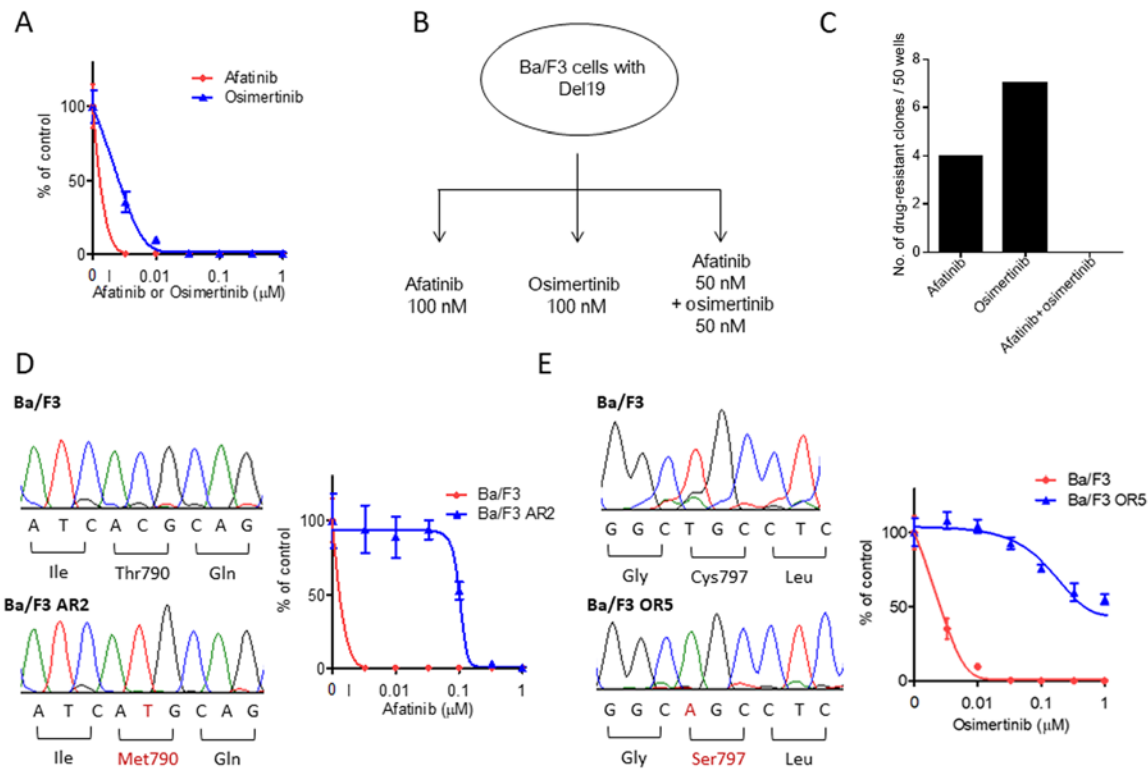 A
Afatinib
Osimertinib
% of control
100
50
0
0 0.01 0.1 1
Afatinib or Osimertinib (μM)
B
Ba/F3 cells with
Del19
Afatinib
100 nM
Osimertinib
100 nM
Afatinib
50 nM
+ osimertinib
50 nM
C
No. of drug-resistant clones / 50 wells
8
6
4
2
0
Afatinib
Osimertinib
Afatinib+osimertinib
D
Ba/F3
A T C A C G C A G
Ile Thr790 Gln
Ba/F3 AR2
A T C A T G C A G
Ile Met790 Gln
Ba/F3
Ba/F3 AR2
% of control
100
50
0
0 0.01 0.1 1
Afatinib (μM)
E
Ba/F3
G G C T G C C T C
Gly Cys797 Leu
Ba/F3 OR5
G G C A G C C T C
Gly Ser797 Leu
Ba/F3
Ba/F3 OR5
% of control
100
50
0
0 0.01 0.1 1
Osimertinib (μM)